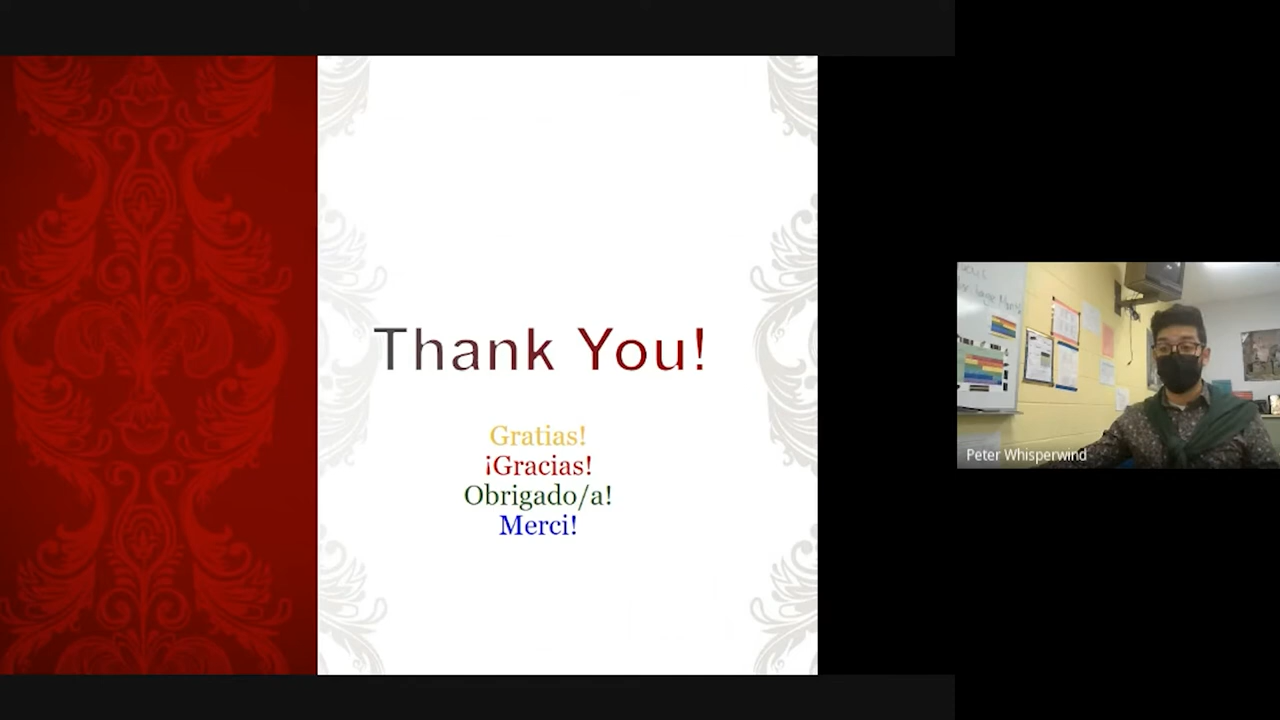 Thank You!
Gratias!
¡Gracias!
Obrigado/a!
Merci!
Peter Whisperwind